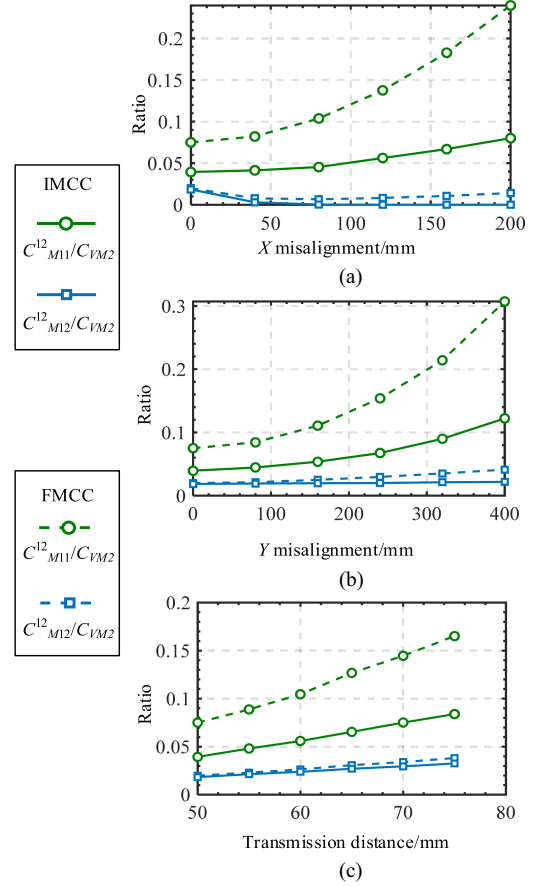 0.2
0.15
0.1
0.05
0
Ratio
0 50 100 150 200
X misalignment/mm
(a)
IMCC
C^12_M11/C_VM2
C^12_M12/C_VM2
0.3
0.2
0.1
0
Ratio
0 100 200 300 400
Y misalignment/mm
(b)
FMCC
C^12_M11/C_VM2
C^12_M12/C_VM2
0.2
0.15
0.1
0.05
0
Ratio
50 60 70 80
Transmission distance/mm
(c)